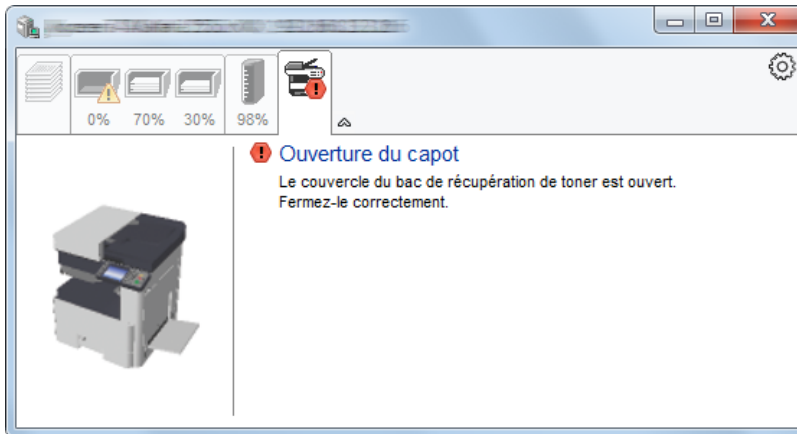 0% 70% 30% 98%
Ouverture du capot
Le couvercle du bac de récupération de toner est ouvert.
Fermez-le correctement.